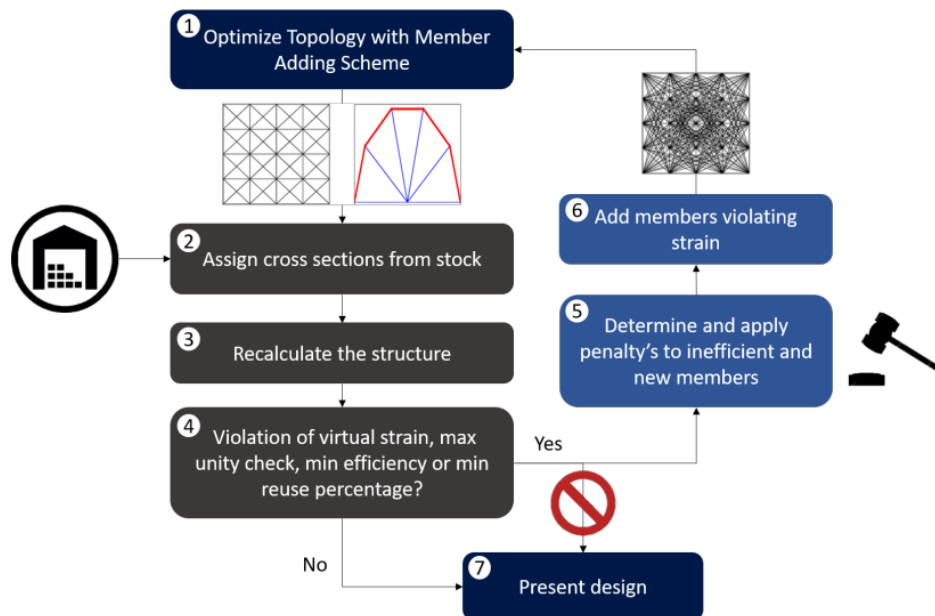 1
Optimize Topology with Member
Adding Scheme
2
Assign cross sections from stock
3
Recalculate the structure
4
Violation of virtual strain, max
unity check, min efficiency or min
reuse percentage?
Yes
No
5
Determine and apply
penalty's to inefficient and
new members
6
Add members violating
strain
7
Present design